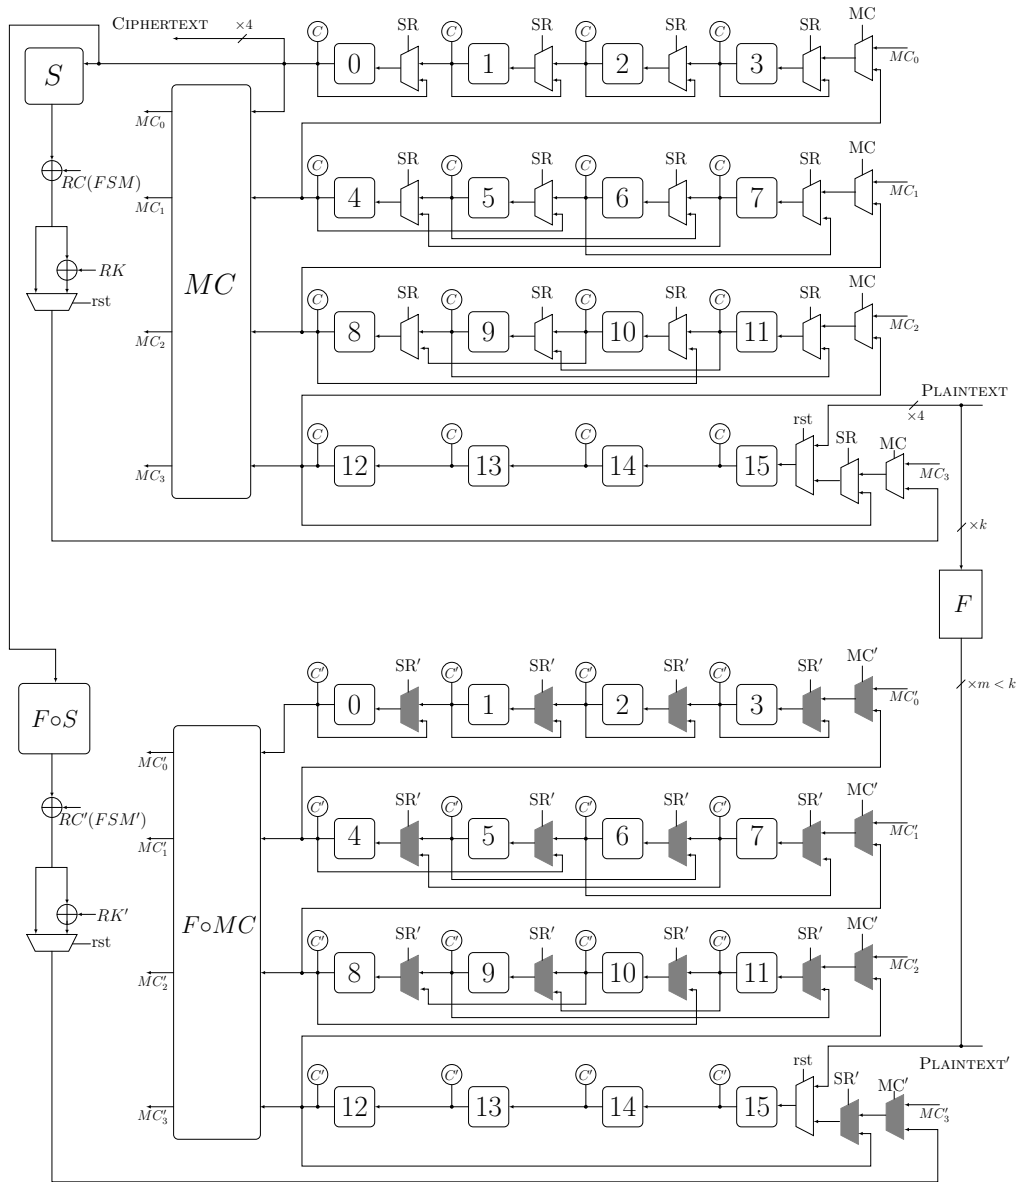 CIPHERTEXT ×4 C SR C SR C SR C SR MC
S 0 1 2 3 MC₀
MC₀
RC(FSM) C SR C SR C SR C SR MC
MC₁ 4 5 6 7 MC₁
RK
rst
MC
C SR C SR C SR C SR MC
MC₂ 8 9 10 11 MC₂
PLAINTEXT
×4
C C C C rst SR MC
MC₃ 12 13 14 15 MC₃
×k
F
C′ SR′ C′ SR′ C′ SR′ C′ SR′ MC′
×m < k
F∘S 0 1 2 3 MC′₀
MC′₀
RC′(FSM′) C′ SR′ C′ SR′ C′ SR′ C′ SR′ MC′
MC′₁ 4 5 6 7 MC′₁
RK′
rst
F∘MC
C′ SR′ C′ SR′ C′ SR′ C′ SR′ MC′
MC′₂ 8 9 10 11 MC′₂
PLAINTEXT′
C′ C′ C′ C′ rst SR′ MC′
MC′₃ 12 13 14 15 MC′₃